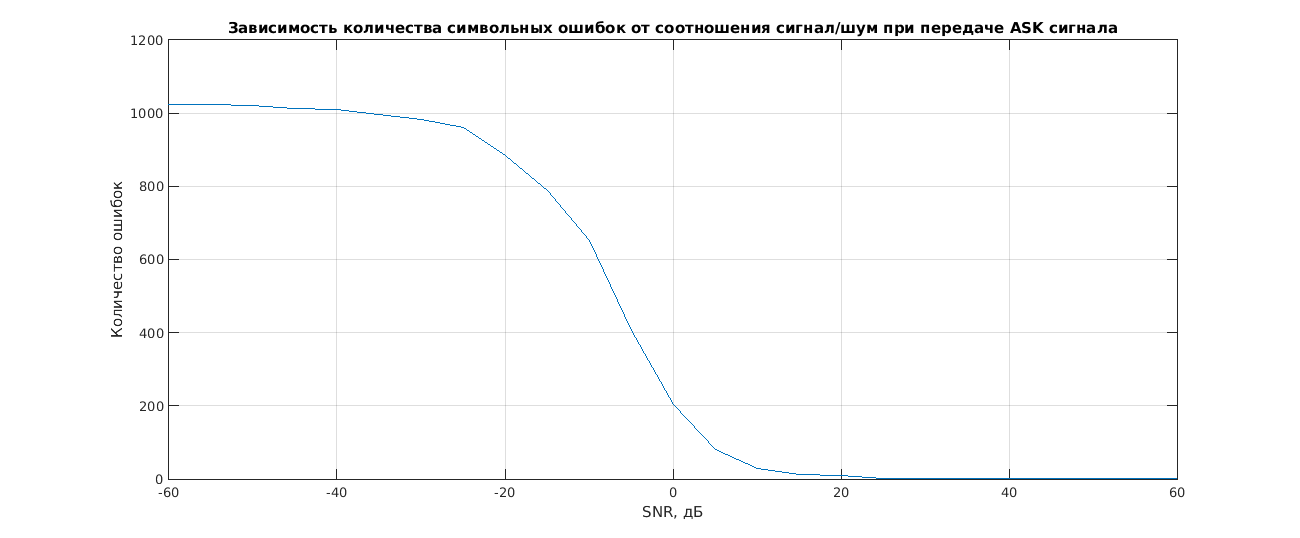 Зависимость количества символьных ошибок от соотношения сигнал/шум при передаче ASK сигнала
1200
1000
800
600
400
200
0
Количество ошибок
-60 -40 -20 0 20 40 60
SNR, дБ